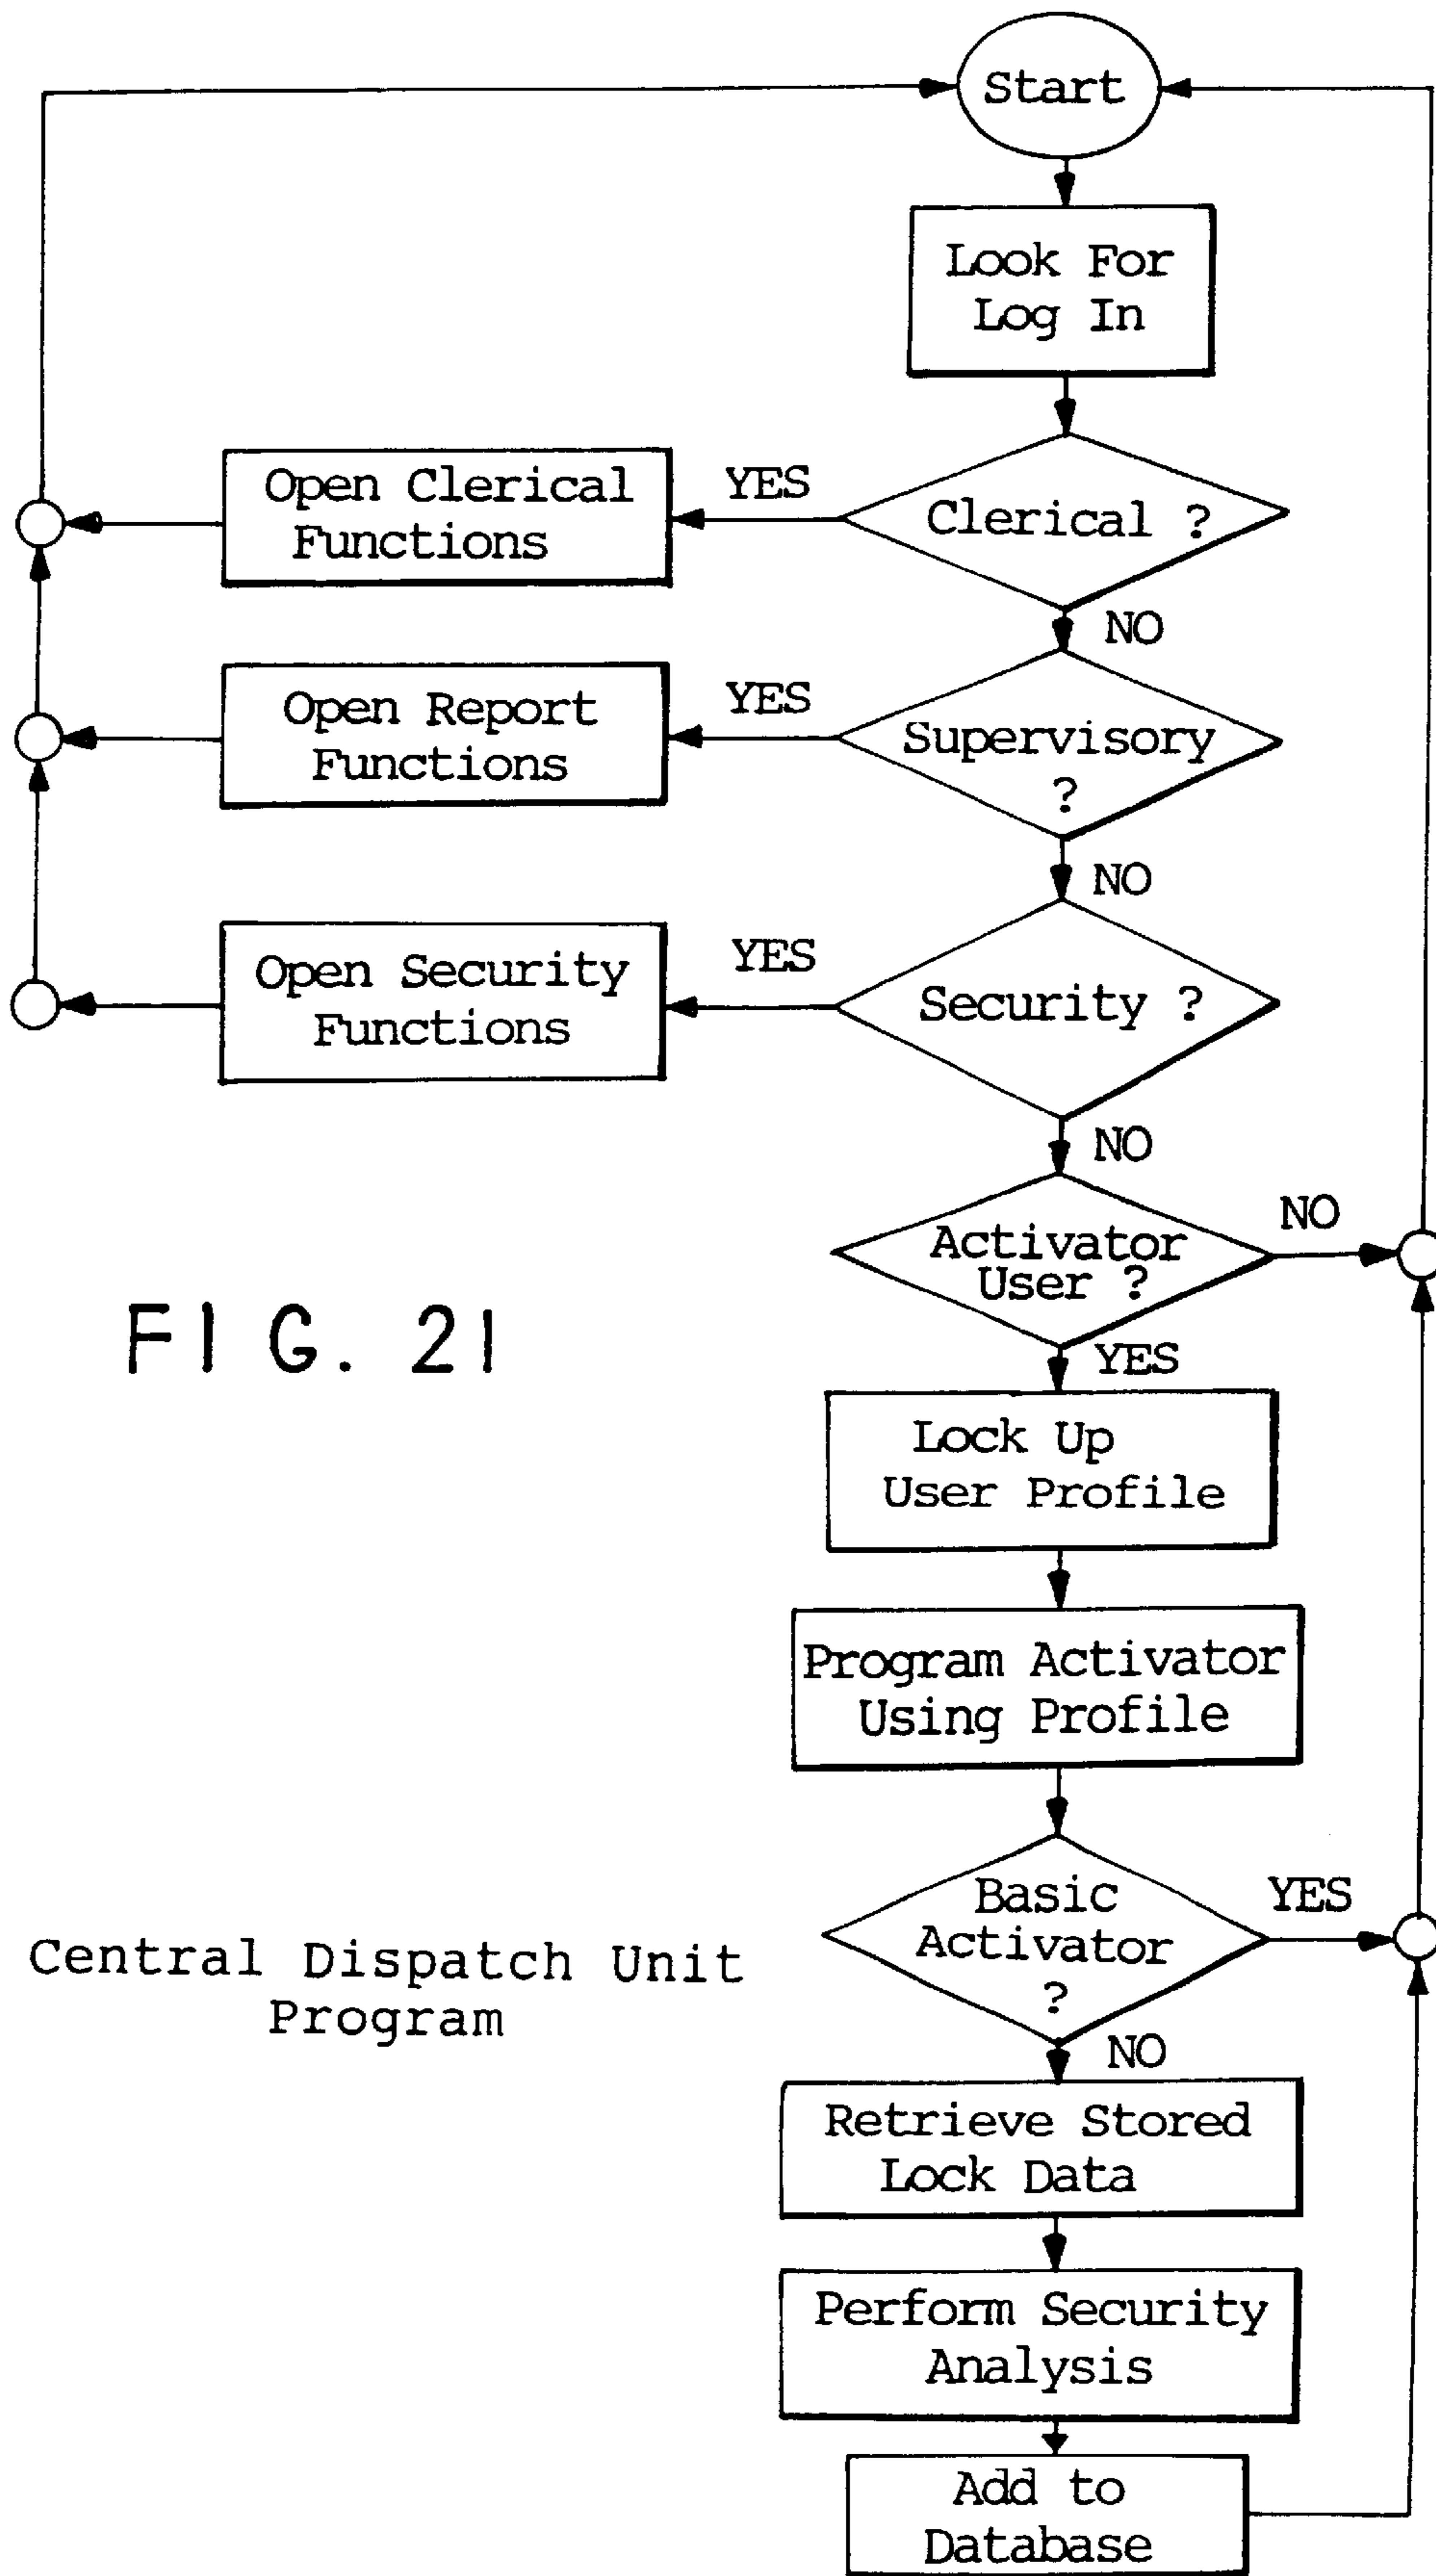 Start
Look For
Log In
Open Clerical
Functions
YES
Clerical ?
NO
Open Report
Functions
YES
Supervisory
?
NO
Open Security
Functions
YES
Security ?
NO
Activator
User ?
NO
YES
FIG. 21
Lock Up
User Profile
Program Activator
Using Profile
Basic
Activator
?
YES
NO
Central Dispatch Unit
Program
Retrieve Stored
Lock Data
Perform Security
Analysis
Add to
Database